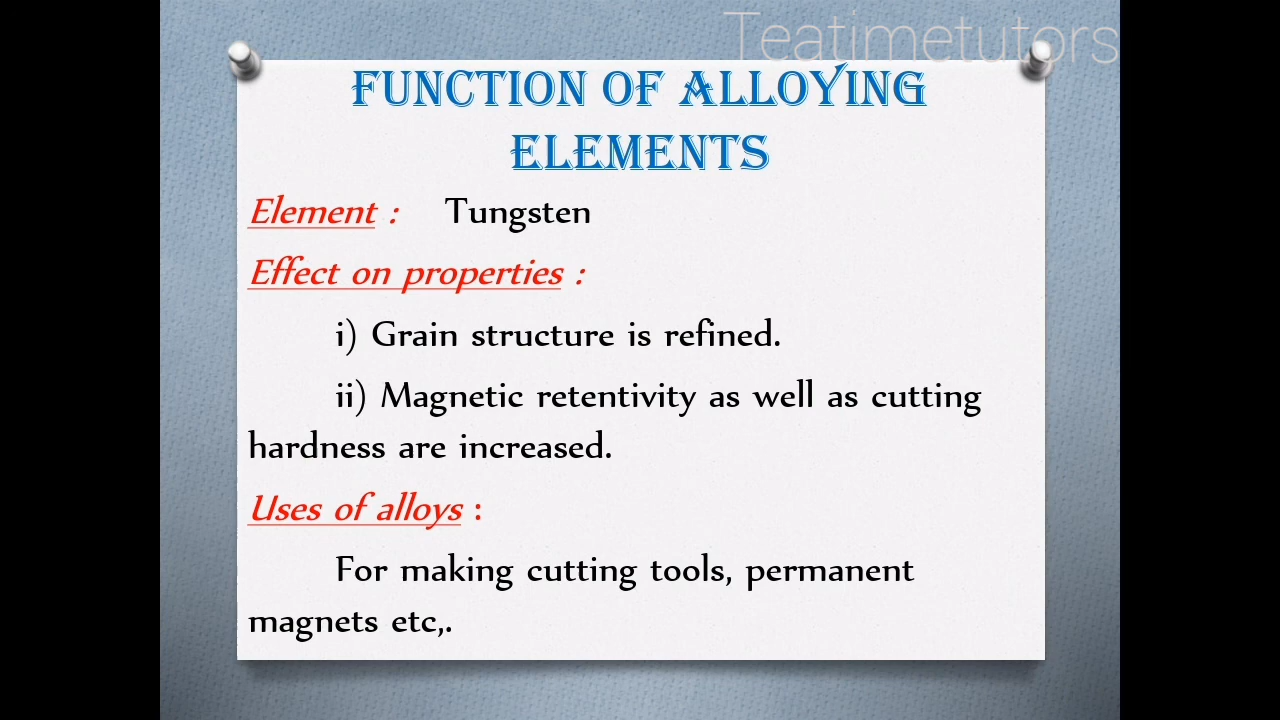 Teatimetutors
FUNCTION OF ALLOYING
ELEMENTS
Element : Tungsten
Effect on properties :
i) Grain structure is refined.
ii) Magnetic retentivity as well as cutting
hardness are increased.
Uses of alloys :
For making cutting tools, permanent
magnets etc,.